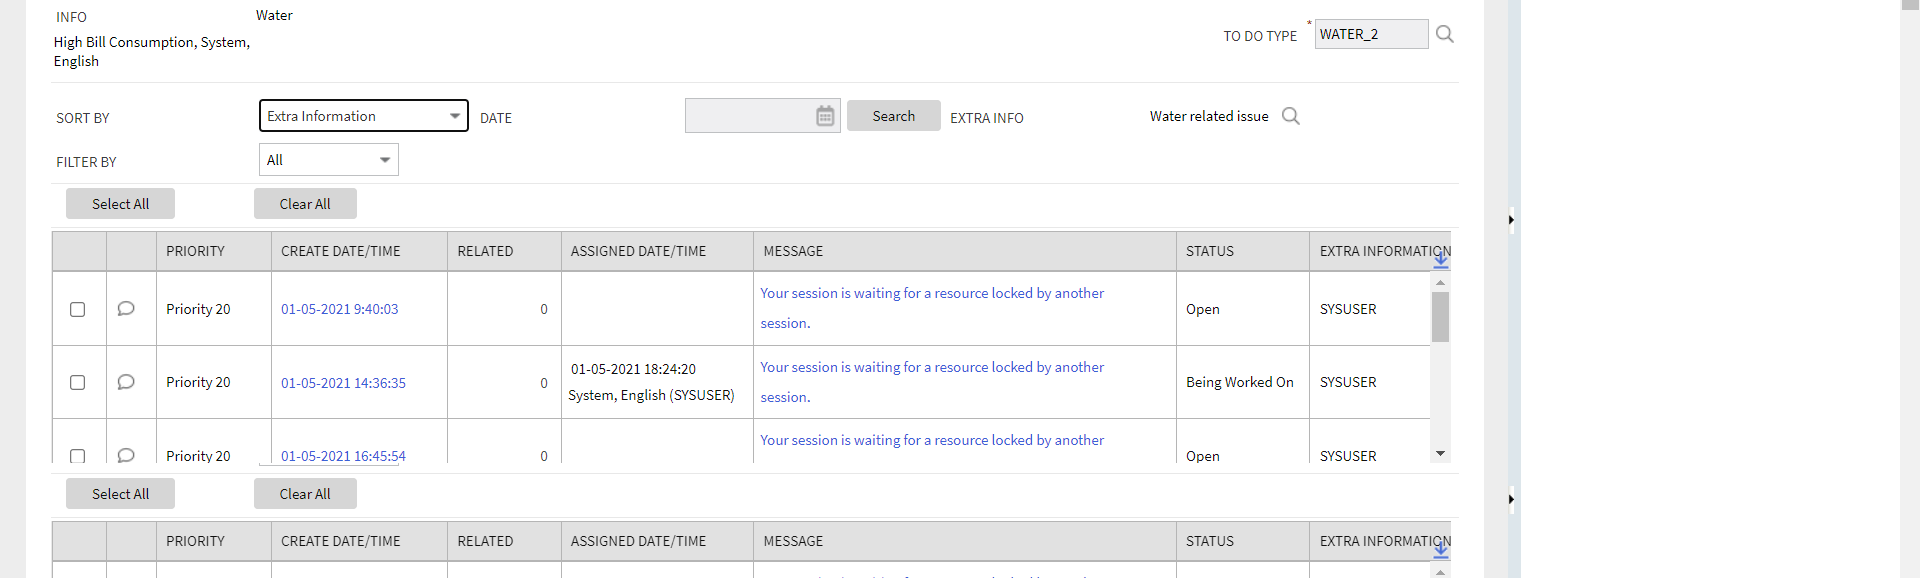 INFO
Water
High Bill Consumption, System,
English
TO DO TYPE
*
WATER_2
SORT BY
Extra Information
DATE
Search
EXTRA INFO
Water related issue
FILTER BY
All
Select All
Clear All
PRIORITY CREATE DATE/TIME RELATED ASSIGNED DATE/TIME MESSAGE STATUS EXTRA INFORMATION
Your session is waiting for a resource locked by another
Priority 20 01-05-2021 9:40:03 0 Open SYSUSER
session.
01-05-2021 18:24:20 Your session is waiting for a resource locked by another
Priority 20 01-05-2021 14:36:35 0 Being Worked On SYSUSER
System, English (SYSUSER) session.
Your session is waiting for a resource locked by another
Priority 20 01-05-2021 16:45:54 0 Open SYSUSER
Select All
Clear All
PRIORITY CREATE DATE/TIME RELATED ASSIGNED DATE/TIME MESSAGE STATUS EXTRA INFORMATION